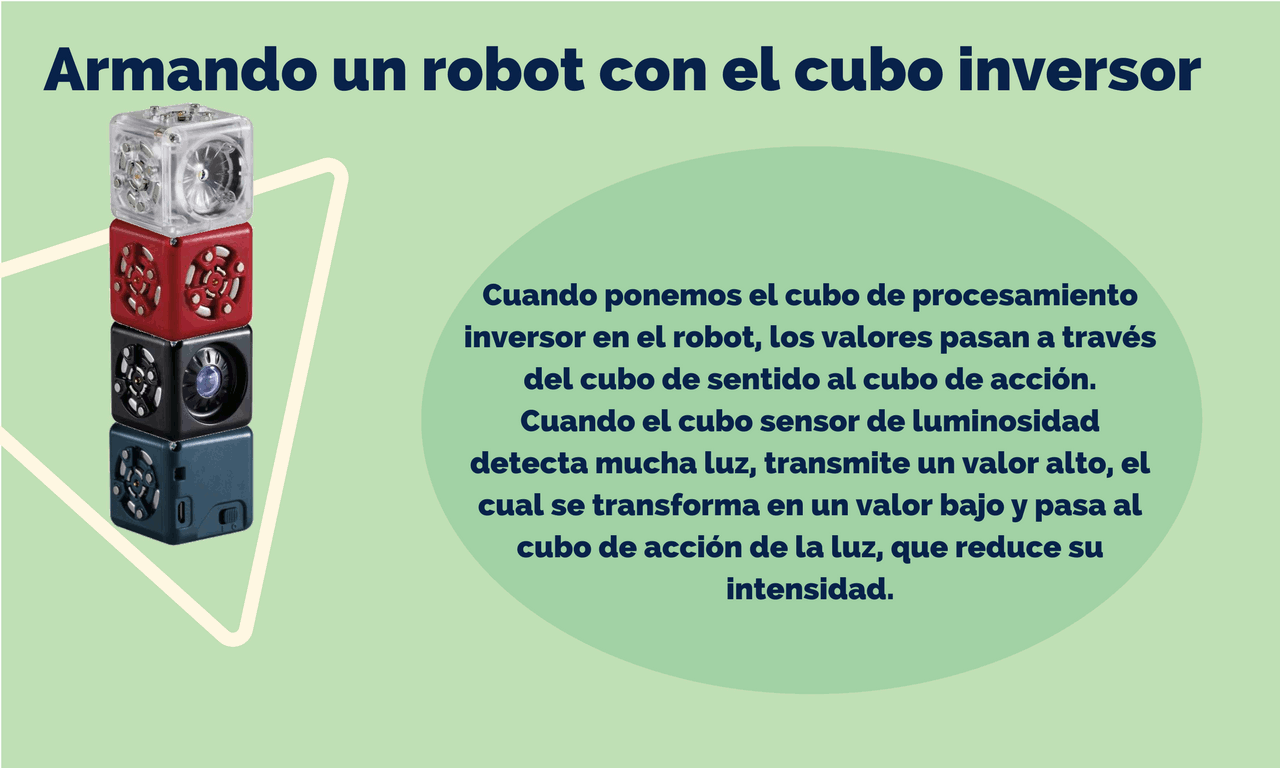 Armando un robot con el cubo inversor
Cuando ponemos el cubo de procesamiento
inversor en el robot, los valores pasan a través
del cubo de sentido al cubo de acción.
Cuando el cubo sensor de luminosidad
detecta mucha luz, transmite un valor alto, el
cual se transforma en un valor bajo y pasa al
cubo de acción de la luz, que reduce su
intensidad.